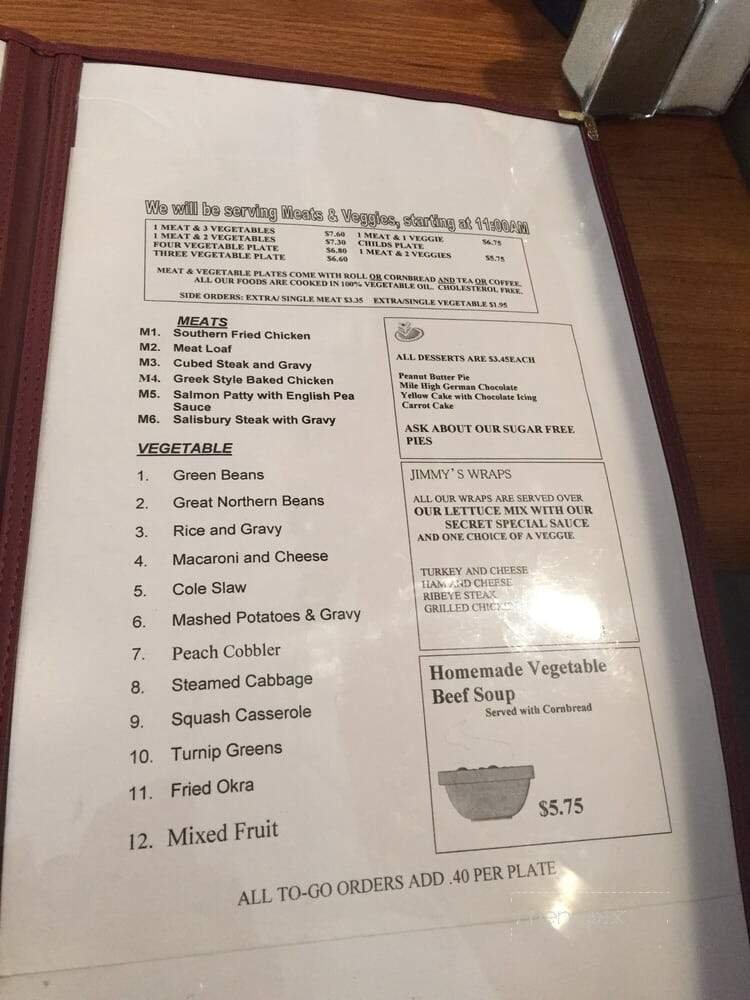 We will be serving Meats & Veggies, starting at 11:00AM
1 MEAT & 3 VEGETABLES $7.60
1 MEAT & 2 VEGETABLES $7.30
FOUR VEGETABLE PLATE $6.80
THREE VEGETABLE PLATE $6.60
1 MEAT & 1 VEGGIE $6.75
CHILDS PLATE
1 MEAT & 2 VEGGIES $5.75
MEAT & VEGETABLE PLATES COME WITH ROLL OR CORNBREAD AND TEA OR COFFEE.
ALL OUR FOODS ARE COOKED IN 100% VEGETABLE OIL. CHOLESTEROL FREE.
SIDE ORDERS: EXTRA/ SINGLE MEAT $3.35 EXTRA/SINGLE VEGETABLE $1.95
MEATS
M1. Southern Fried Chicken
M2. Meat Loaf
M3. Cubed Steak and Gravy
M4. Greek Style Baked Chicken
M5. Salmon Patty with English Pea
Sauce
M6. Salisbury Steak with Gravy
VEGETABLE
1. Green Beans
2. Great Northern Beans
3. Rice and Gravy
4. Macaroni and Cheese
5. Cole Slaw
6. Mashed Potatoes & Gravy
7. Peach Cobbler
8. Steamed Cabbage
9. Squash Casserole
10. Turnip Greens
11. Fried Okra
12. Mixed Fruit
ALL DESSERTS ARE $3.45EACH
Peanut Butter Pie
Mile High German Chocolate
Yellow Cake with Chocolate Icing
Carrot Cake
ASK ABOUT OUR SUGAR FREE
PIES
JIMMY'S WRAPS
ALL OUR WRAPS ARE SERVED OVER
OUR LETTUCE MIX WITH OUR
SECRET SPECIAL SAUCE
AND ONE CHOICE OF A VEGGIE
TURKEY AND CHEESE
HAM AND CHEESE
RIBEYE STEAK
GRILLED
Homemade Vegetable
Beef Soup
Served with Cornbread
$5.75
ALL TO-GO ORDERS ADD .40 PER PLATE